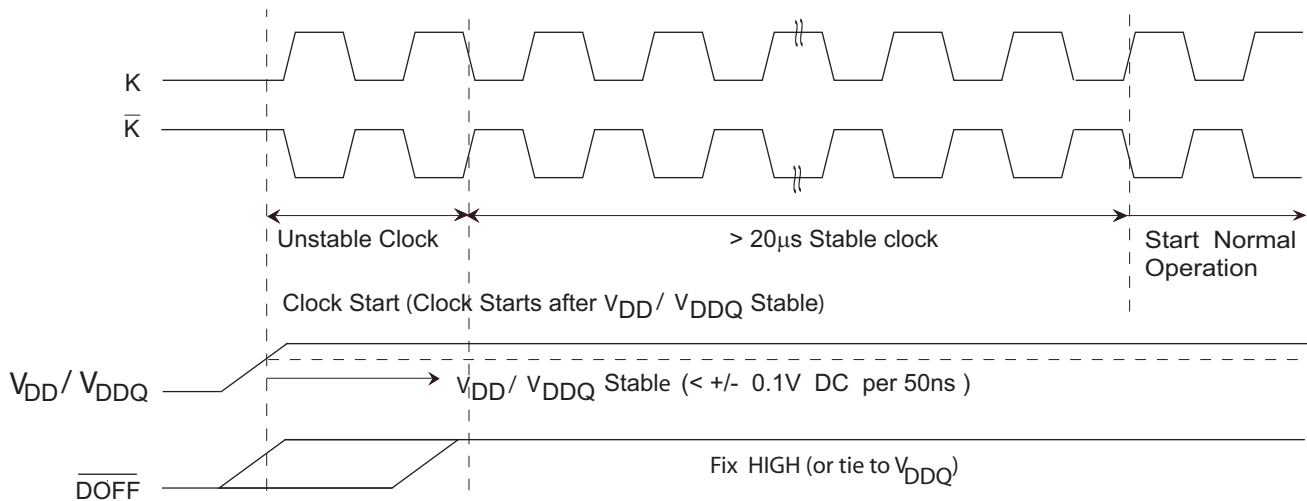 K
K̅
Unstable Clock
> 20μs Stable clock
Start Normal
Operation
Clock Start (Clock Starts after VDD / VDDQ Stable)
VDD / VDDQ
VDD / VDDQ Stable (< +/- 0.1V DC per 50ns )
Fix HIGH (or tie to VDDQ)
D̅O̅F̅F̅